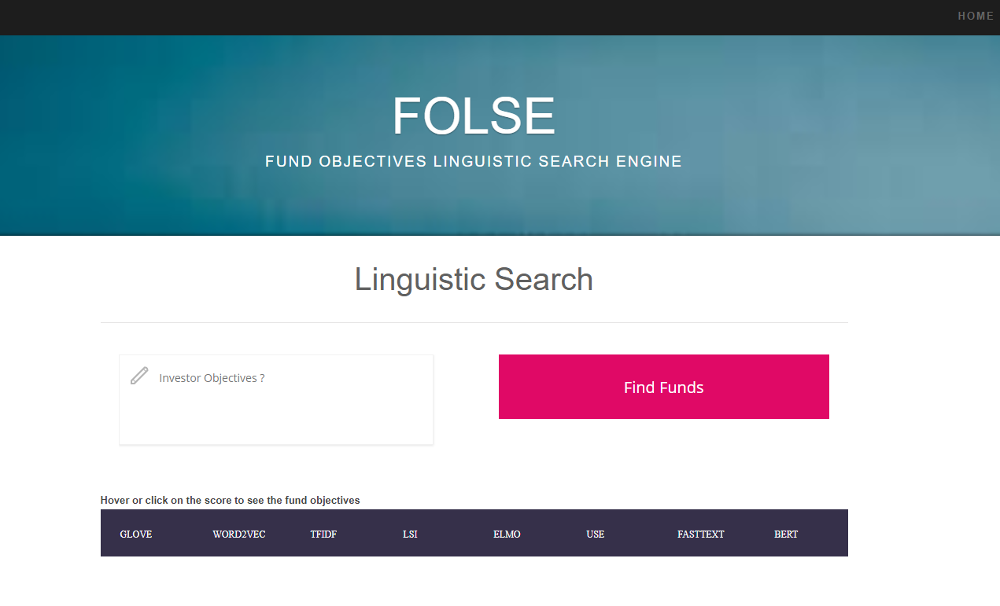 HOME
FOLSE
FUND OBJECTIVES LINGUISTIC SEARCH ENGINE
Linguistic Search
Investor Objectives ?
Find Funds
Hover or click on the score to see the fund objectives
GLOVE WORD2VEC TFIDF LSI ELMO USE FASTTEXT BERT